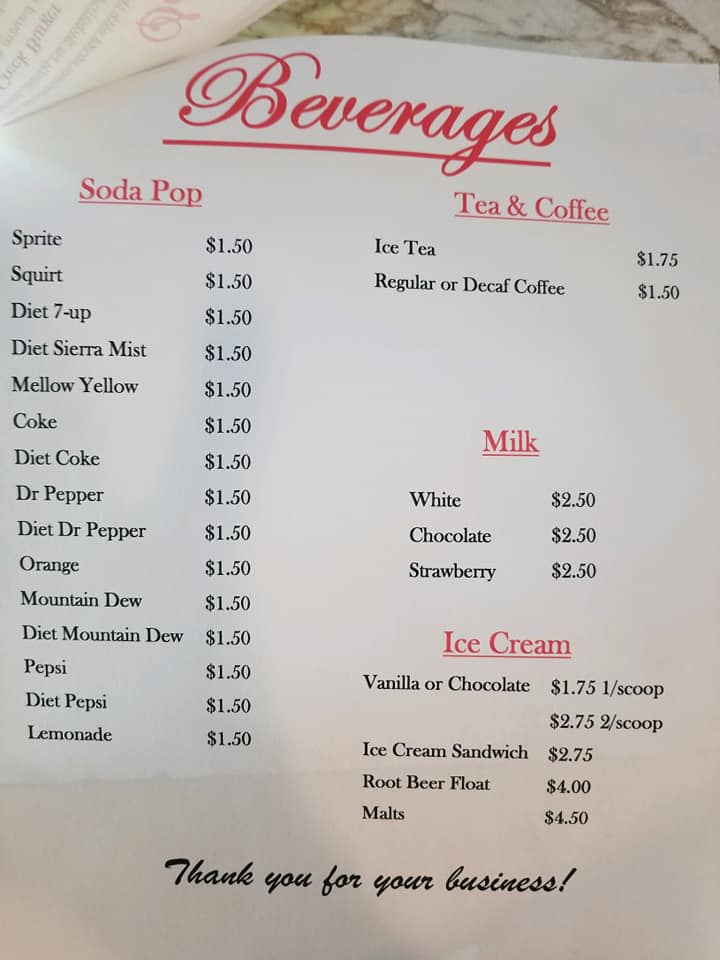 Crock Burger
Beverages
Soda Pop
Sprite $1.50
Squirt $1.50
Diet 7-up $1.50
Diet Sierra Mist $1.50
Mellow Yellow $1.50
Coke $1.50
Diet Coke $1.50
Dr Pepper $1.50
Diet Dr Pepper $1.50
Orange $1.50
Mountain Dew $1.50
Diet Mountain Dew $1.50
Pepsi $1.50
Diet Pepsi $1.50
Lemonade $1.50
Tea & Coffee
Ice Tea $1.75
Regular or Decaf Coffee $1.50
Milk
White $2.50
Chocolate $2.50
Strawberry $2.50
Ice Cream
Vanilla or Chocolate $1.75 1/scoop
$2.75 2/scoop
Ice Cream Sandwich $2.75
Root Beer Float $4.00
Malts $4.50
Thank you for your business!